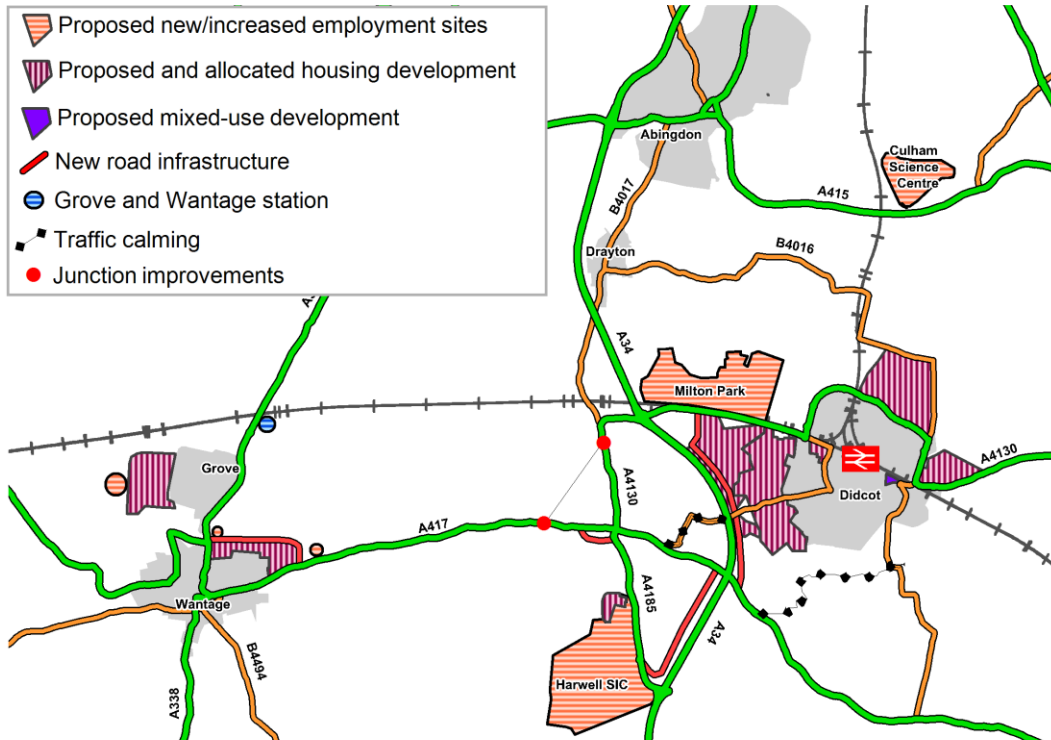 Proposed new/increased employment sites
Proposed and allocated housing development
Proposed mixed-use development
New road infrastructure
Grove and Wantage station
Traffic calming
Junction improvements
Abingdon
Culham
Science
Centre
A415
B4017
Drayton
B4016
A34
Milton Park
Grove
A4130
A4130
Didcot
A417
Wantage
A4185
A34
Harwell SIC
B4494
A338